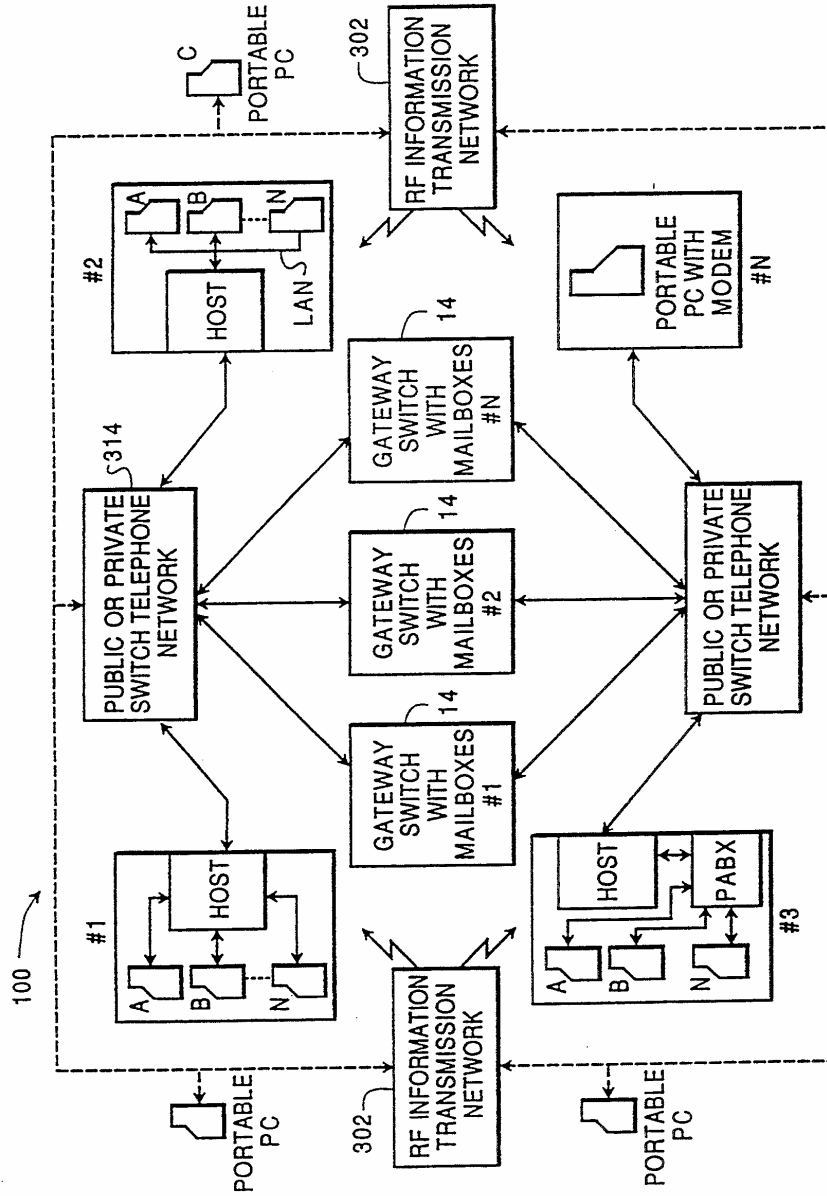 100
#1
A
B
N
HOST
PUBLIC OR PRIVATE
SWITCH TELEPHONE
NETWORK
314
#2
HOST
LAN
A
B
N
C
PORTABLE
PC
PORTABLE
PC
302
RF INFORMATION
TRANSMISSION
NETWORK
GATEWAY
SWITCH
WITH
MAILBOXES
#1
14
GATEWAY
SWITCH
WITH
MAILBOXES
#2
14
GATEWAY
SWITCH
WITH
MAILBOXES
#N
14
RF INFORMATION
TRANSMISSION
NETWORK
302
PORTABLE
PC
A
B
N
HOST
PABX
#3
PUBLIC OR PRIVATE
SWITCH TELEPHONE
NETWORK
PORTABLE
PC WITH
MODEM
#N